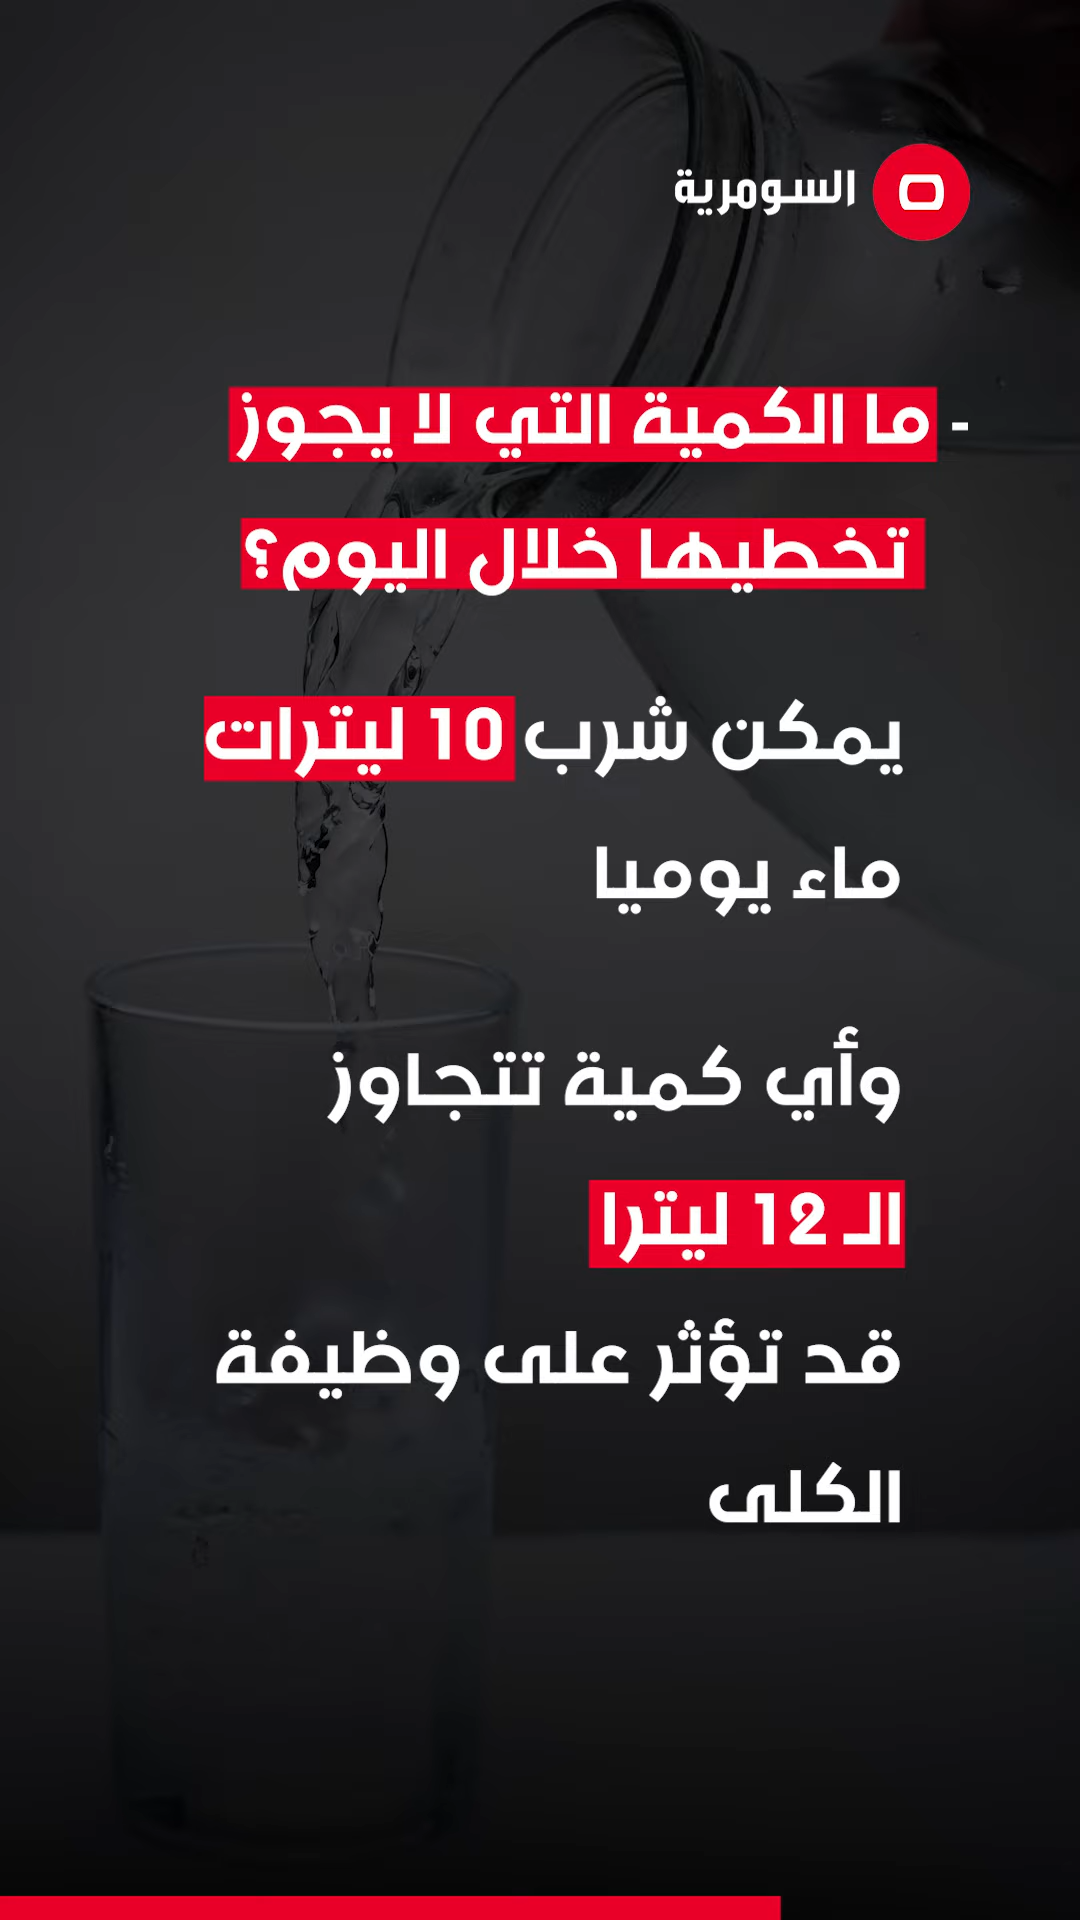 السومرية
- ما الكمية التي لا يجوز
تخطيها خلال اليوم؟
يمكن شرب 10 ليترات
ماء يوميا
وأي كمية تتجاوز
الـ 12 ليترا
قد تؤثر على وظيفة
الكلى